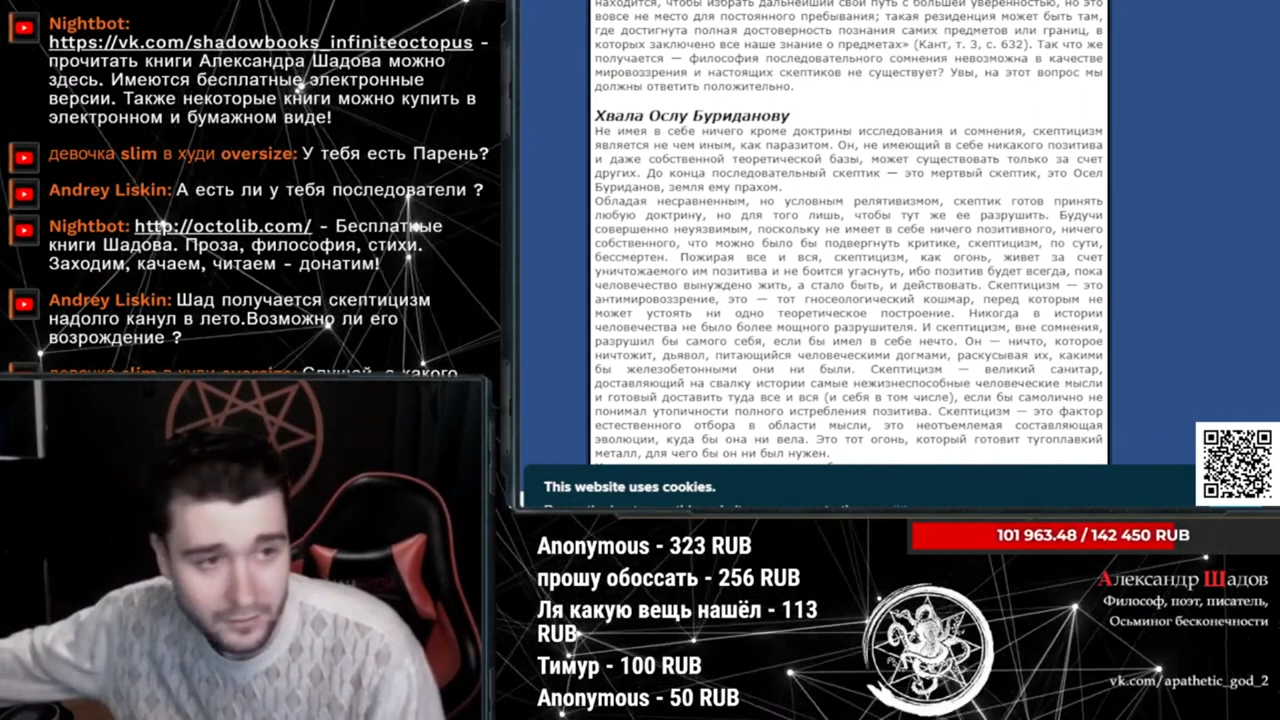 Nightbot:
https://vk.com/shadowbooks_infiniteoctopus -
прочитать книги Александра Шадова можно
здесь. Имеются бесплатные электронные
версии. Также некоторые книги можно купить в
электронном и бумажном виде!
девочка slim в худи oversize: У тебя есть Парень?
Andrey Liskin: А есть ли у тебя последователи ?
Nightbot: http://octolib.com/ - Бесплатные
книги Шадова. Проза, философия, стихи.
Заходим, качаем, читаем - донатим!
Andrey Liskin: Шад получается скептицизм
надолго канул в лето.Возможно ли его
возрождение ?
девочка slim в худи oversize: Слушай, а какого
находится, чтобы избрать дальнейший свой путь с большей уверенностью, но это
вовсе не место для постоянного пребывания; такая резиденция может быть там,
где достигнута полная достоверность познания самих предметов или границ, в
которых заключено все наше знание о предметах» (Кант, т. 3, с. 632). Так что же
получается — философия последовательного сомнения невозможна в качестве
мировоззрения и настоящих скептиков не существует? Увы, на этот вопрос мы
должны ответить положительно.
Хвала Ослу Буриданову
Не имея в себе ничего кроме доктрины исследования и сомнения, скептицизм
является не чем иным, как паразитом. Он, не имеющий в себе никакого позитива
и даже собственной теоретической базы, может существовать только за счет
других. До конца последовательный скептик — это мертвый скептик, это Осел
Буриданов, земля ему прахом.
Обладая несравненным, но условным релятивизмом, скептик готов принять
любую доктрину, но для того лишь, чтобы тут же ее разрушить. Будучи
совершенно неуязвимым, поскольку не имеет в себе ничего позитивного, ничего
собственного, что можно было бы подвергнуть критике, скептицизм, по сути,
бессмертен. Пожирая все и вся, скептицизм, как огонь, живет за счет
уничтожаемого им позитива и не боится угаснуть, ибо позитив будет всегда, пока
человечество вынуждено жить, а стало быть, и действовать. Скептицизм — это
антимировоззрение, это — тот гносеологический кошмар, перед которым не
может устоять ни одно теоретическое построение. Никогда в истории
человечества не было более мощного разрушителя. И скептицизм, вне сомнения,
разрушил бы самого себя, если бы имел в себе нечто. Он — ничто, которое
ничтожит, дьявол, питающийся человеческими догмами, раскусывая их, какими
бы железобетонными они ни были. Скептицизм — великий санитар,
доставляющий на свалку истории самые нежизнеспособные человеческие мысли
и готовый доставить туда все и вся (и себя в том числе), если бы самолично не
понимал утопичности полного истребления позитива. Скептицизм — это фактор
естественного отбора в области мысли, это неотъемлемая составляющая
эволюции, куда бы она ни вела. Это тот огонь, который готовит тугоплавкий
металл, для чего бы он ни был нужен.
This website uses cookies.
Anonymous - 323 RUB
прошу обоссать - 256 RUB
Ля какую вещь нашёл - 113
RUB
Тимур - 100 RUB
Anonymous - 50 RUB
101 963.48 / 142 450 RUB
Александр Шадов
Философ, поэт, писатель,
Осьминог бесконечности
vk.com/apathetic_god_2